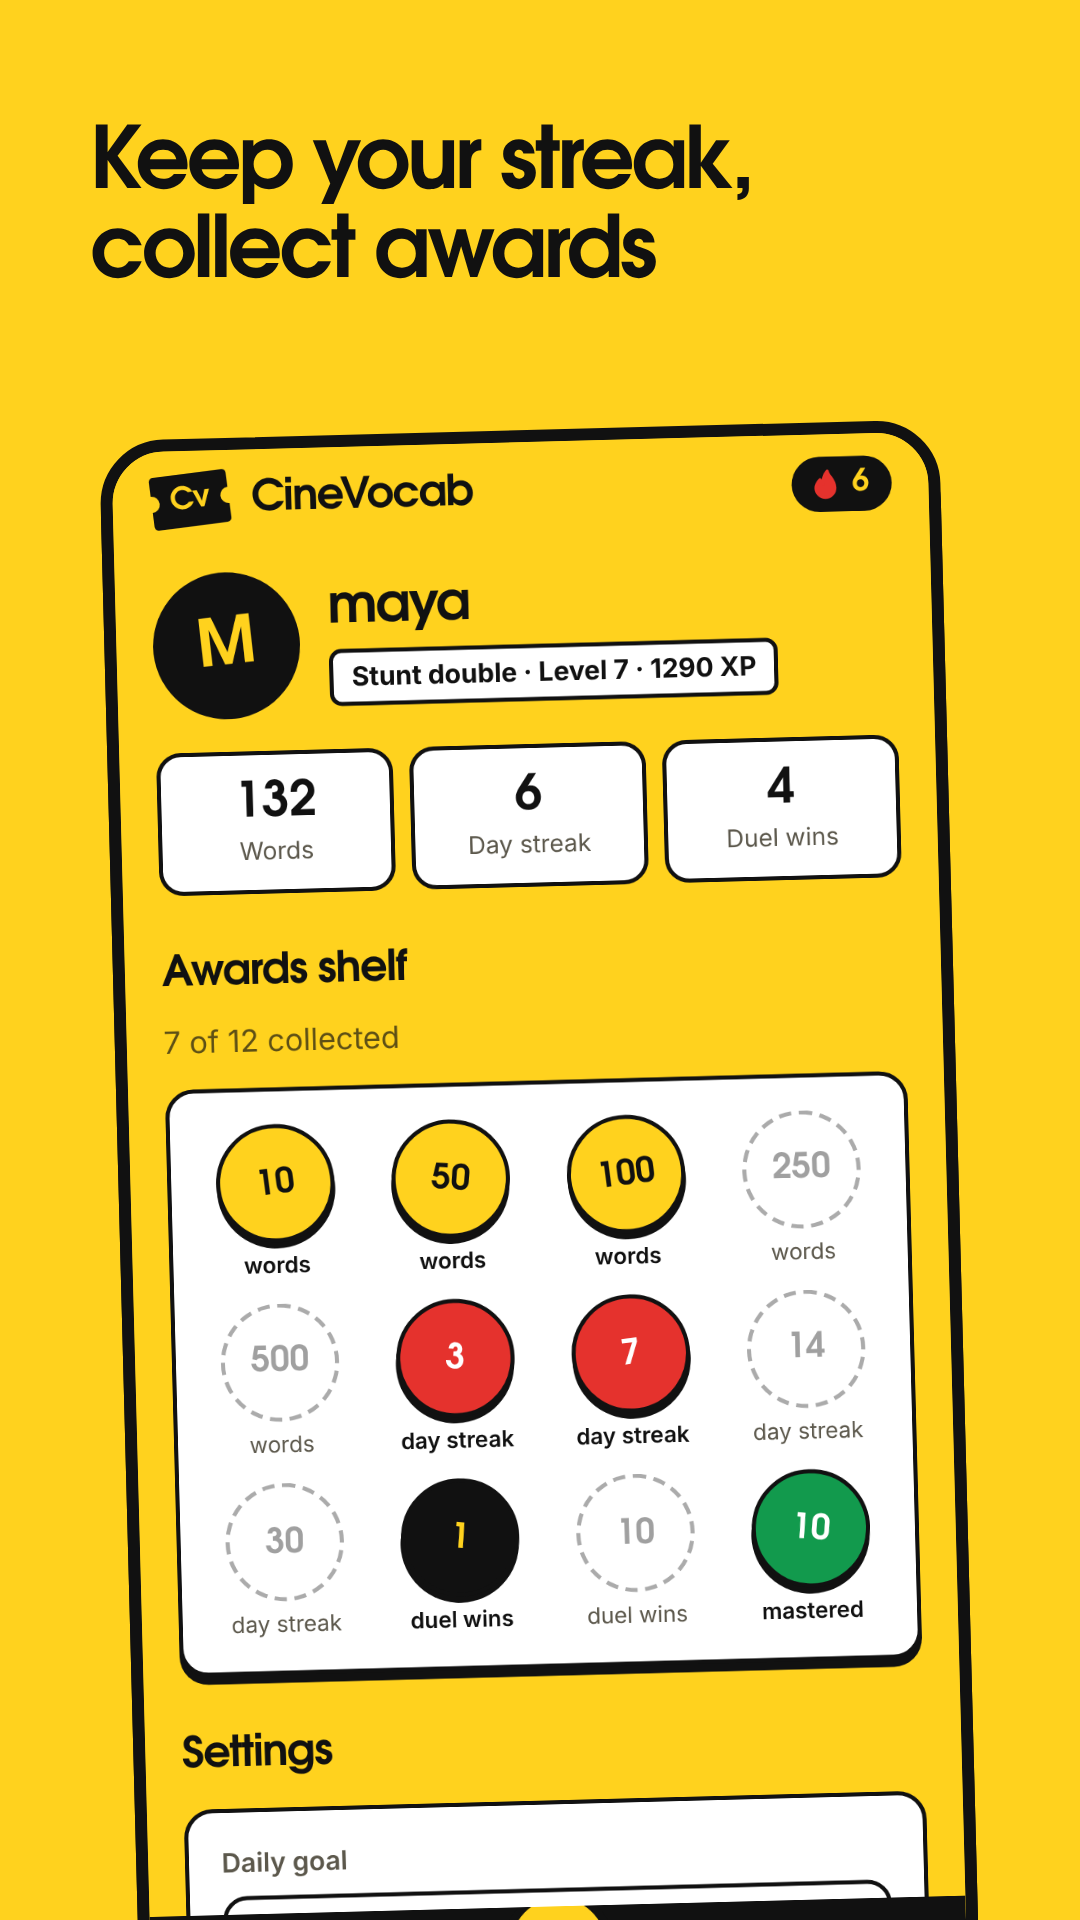 Keep your streak,
collect awards
Cv CineVocab 6
M
maya
Stunt double · Level 7 · 1290 XP
132 6 4
Words Day streak Duel wins
Awards shelf
7 of 12 collected
10 50 100 250
words words words words
500 3 7 14
words day streak day streak day streak
30 1 10 10
day streak duel wins duel wins mastered
Settings
Daily goal